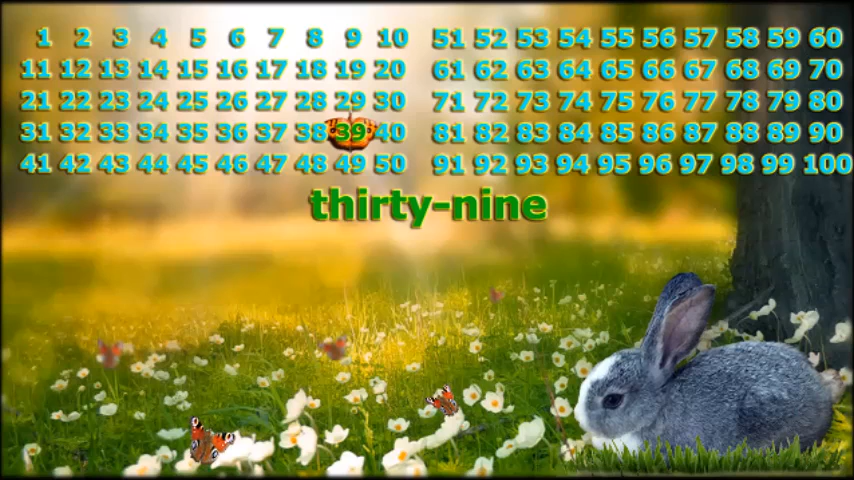 1 2 3 4 5 6 7 8 9 10 51 52 53 54 55 56 57 58 59 60
11 12 13 14 15 16 17 18 19 20 61 62 63 64 65 66 67 68 69 70
21 22 23 24 25 26 27 28 29 30 71 72 73 74 75 76 77 78 79 80
31 32 33 34 35 36 37 38 39 40 81 82 83 84 85 86 87 88 89 90
41 42 43 44 45 46 47 48 49 50 91 92 93 94 95 96 97 98 99 100
thirty-nine